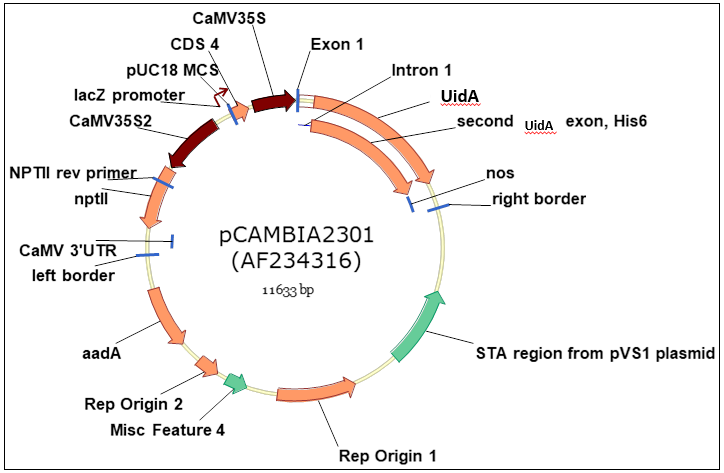 CaMV35S
CDS 4
Exon 1
pUC18 MCS
Intron 1
lacZ promoter
UidA
CaMV35S2
second UidA exon, His6
NPTII rev primer
nos
nptII
right border
pCAMBIA2301
(AF234316)
11633 bp
CaMV 3'UTR
left border
aadA
STA region from pVS1 plasmid
Rep Origin 2
Misc Feature 4
Rep Origin 1